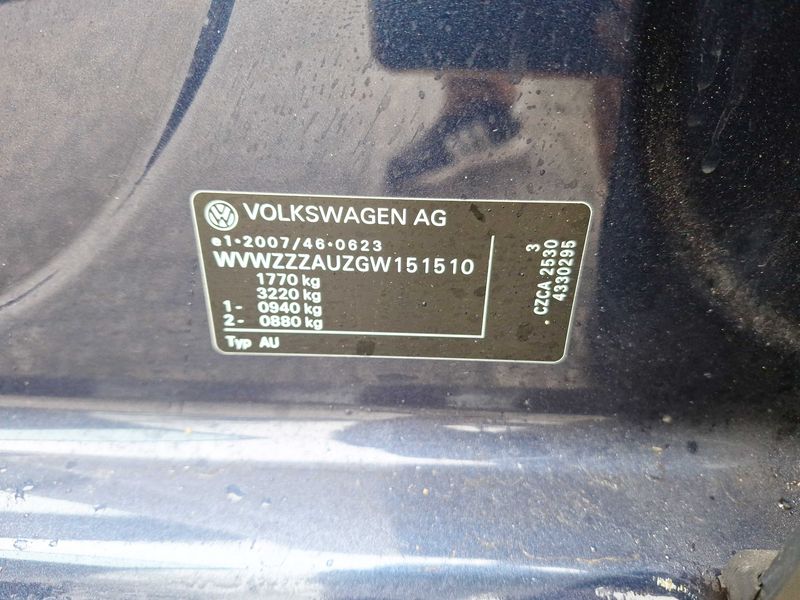 VOLKSWAGEN AG
e1*2007/46*0623
WVWZZZAUZGW151510
1770 kg
3220 kg
1- 0940 kg
2- 0880 kg
Typ AU
3
. CZCA 2530
4330295